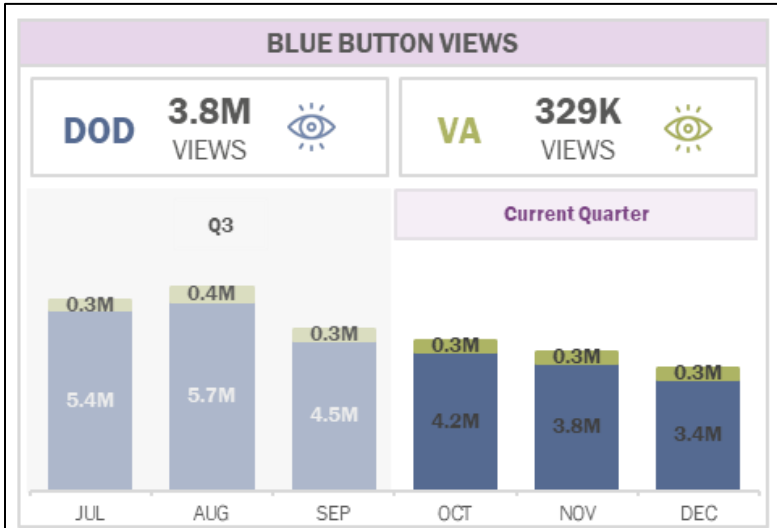 BLUE BUTTON VIEWS
DOD 3.8M VIEWS
VA 329K VIEWS
Q3
Current Quarter
0.3M 0.4M 0.3M 0.3M 0.3M 0.3M
5.4M 5.7M 4.5M 4.2M 3.8M 3.4M
JUL AUG SEP OCT NOV DEC